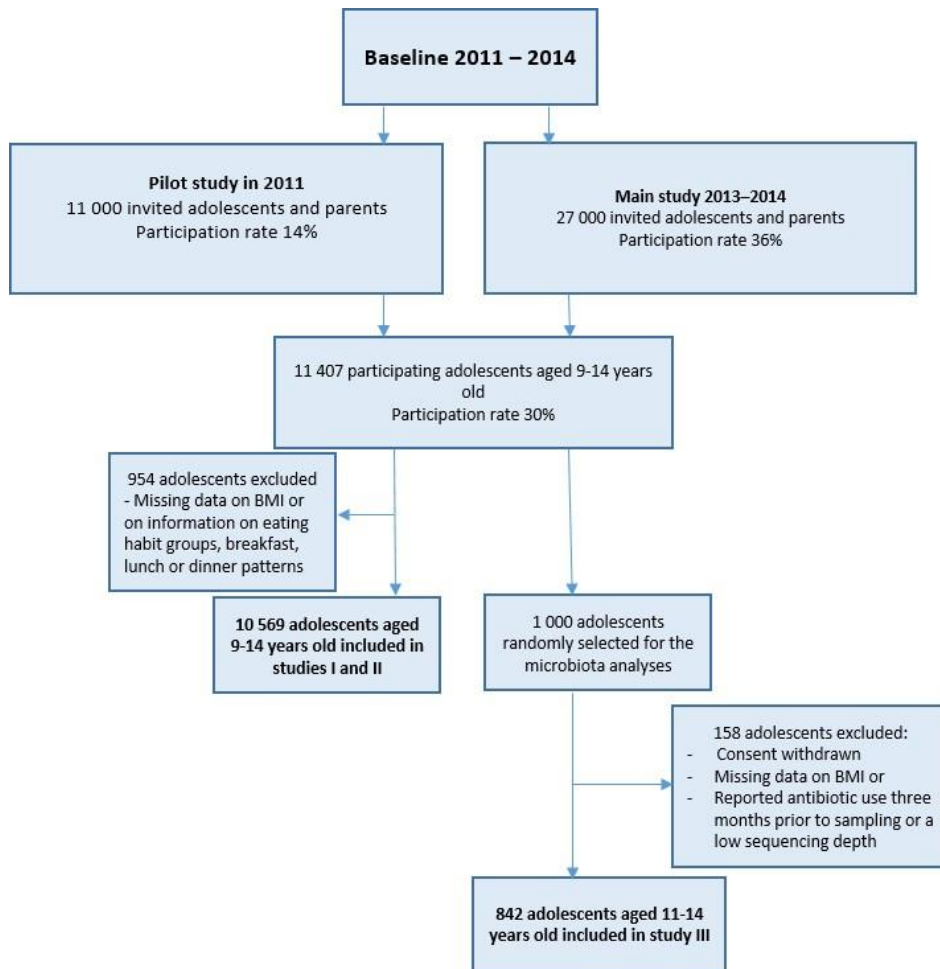 Baseline 2011 – 2014
Pilot study in 2011
11 000 invited adolescents and parents
Participation rate 14%
Main study 2013–2014
27 000 invited adolescents and parents
Participation rate 36%
11 407 participating adolescents aged 9-14 years
old
Participation rate 30%
954 adolescents excluded
- Missing data on BMI or
on information on eating
habit groups, breakfast,
lunch or dinner patterns
10 569 adolescents aged
9-14 years old included in
studies I and II
1 000 adolescents
randomly selected for the
microbiota analyses
158 adolescents excluded:
- Consent withdrawn
- Missing data on BMI or
- Reported antibiotic use three
months prior to sampling or a
low sequencing depth
842 adolescents aged 11-14
years old included in study III